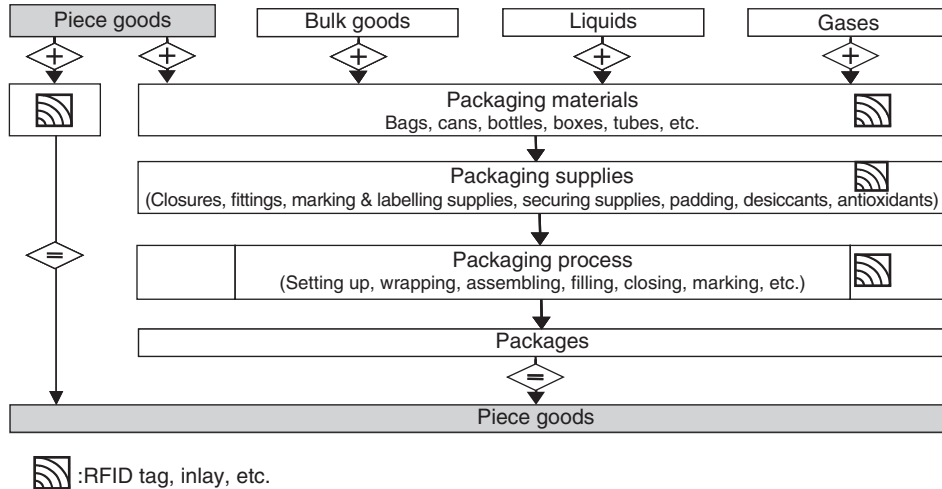 Piece goods
Bulk goods
Liquids
Gases
+
+
+
+
+
Packaging materials
Bags, cans, bottles, boxes, tubes, etc.
Packaging supplies
(Closures, fittings, marking & labelling supplies, securing supplies, padding, desiccants, antioxidants)
=
Packaging process
(Setting up, wrapping, assembling, filling, closing, marking, etc.)
Packages
=
Piece goods
:RFID tag, inlay, etc.